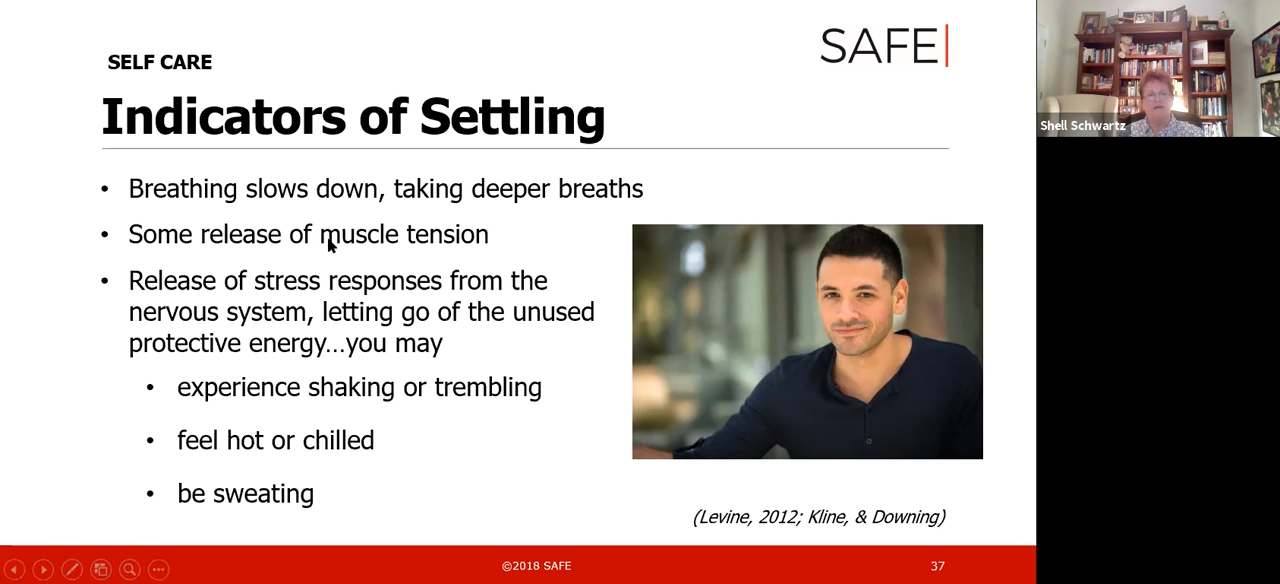 SAFE
SELF CARE
Indicators of Settling
• Breathing slows down, taking deeper breaths
• Some release of muscle tension
• Release of stress responses from the
nervous system, letting go of the unused
protective energy...you may
• experience shaking or trembling
• feel hot or chilled
• be sweating
(Levine, 2012; Kline, & Downing)
©2018 SAFE
37
Shell Schwartz